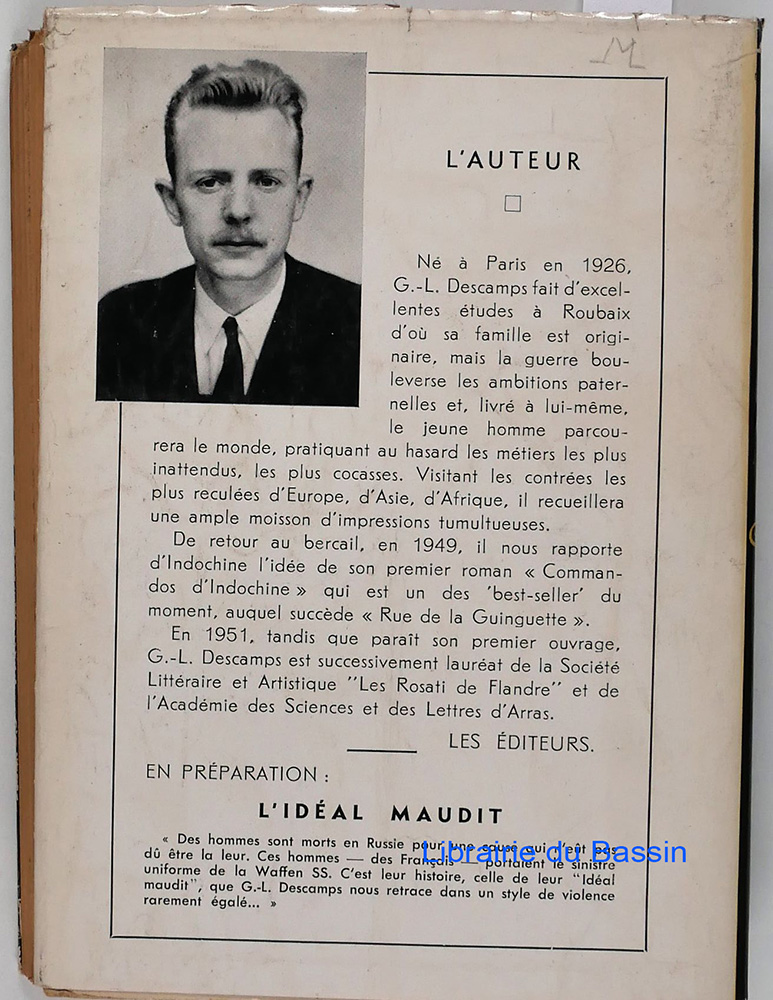 M
L'AUTEUR
Né à Paris en 1926,
G.-L. Descamps fait d'excel-
lentes études à Roubaix
d'où sa famille est origi-
naire, mais la guerre bou-
leverse les ambitions pater-
nelles et, livré à lui-même,
le jeune homme parcou-
rera le monde, pratiquant au hasard les métiers les plus
inattendus, les plus cocasses. Visitant les contrées les
plus reculées d'Europe, d'Asie, d'Afrique, il recueillera
une ample moisson d'impressions tumultueuses.
De retour au bercail, en 1949, il nous rapporte
d'Indochine l'idée de son premier roman « Comman-
dos d'Indochine » qui est un des 'best-seller' du
moment, auquel succède « Rue de la Guinguette ».
En 1951, tandis que paraît son premier ouvrage,
G.-L. Descamps est successivement lauréat de la Société
Littéraire et Artistique "Les Rosati de Flandre" et de
l'Académie des Sciences et des Lettres d'Arras.
LES ÉDITEURS.
EN PRÉPARATION :
L'IDÉAL MAUDIT
« Des hommes sont morts en Russie pour une cause qui n'eût pas
dû être la leur. Ces hommes — des Français — portaient le sinistre
uniforme de la Waffen SS. C'est leur histoire, celle de leur "Idéal
maudit", que G.-L. Descamps nous retrace dans un style de violence
rarement égalé... »
Librairie du Bassin